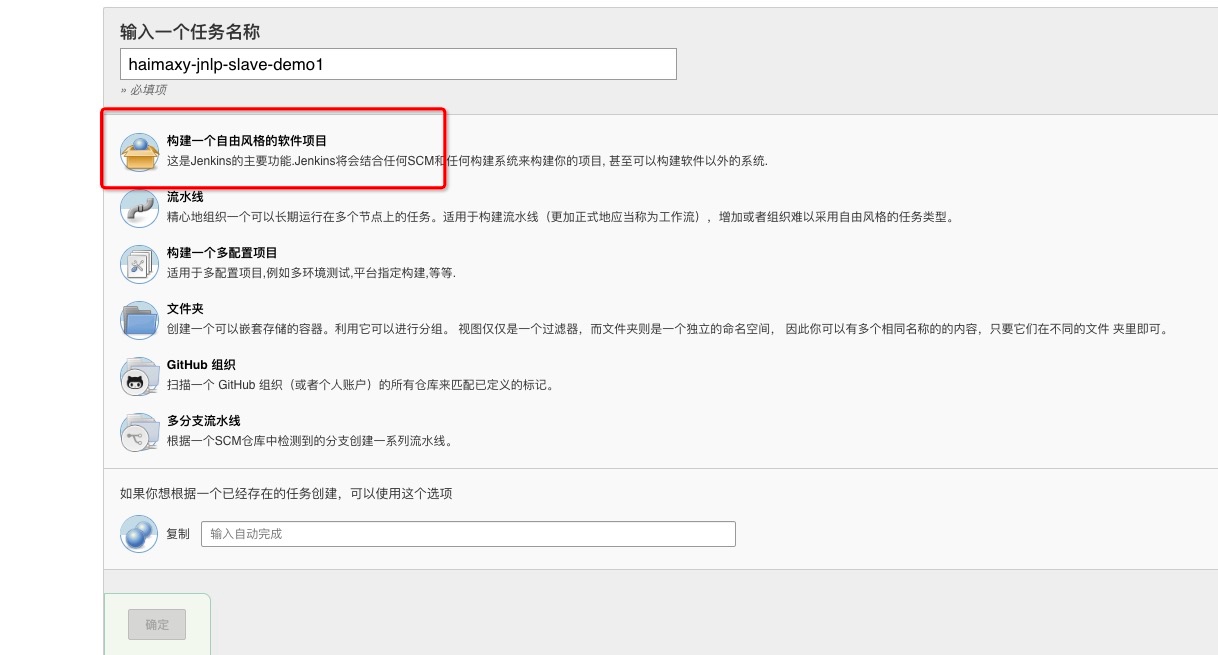 输入一个任务名称
haimaxy-jnlp-slave-demo1
» 必填项
构建一个自由风格的软件项目
这是Jenkins的主要功能.Jenkins将会结合任何SCM和任何构建系统来构建你的项目, 甚至可以构建软件以外的系统.
流水线
精心地组织一个可以长期运行在多个节点上的任务。适用于构建流水线（更加正式地应当称为工作流），增加或者组织难以采用自由风格的任务类型。
构建一个多配置项目
适用于多配置项目,例如多环境测试,平台指定构建,等等.
文件夹
创建一个可以嵌套存储的容器。利用它可以进行分组。 视图仅仅是一个过滤器，而文件夹则是一个独立的命名空间， 因此你可以有多个相同名称的的内容，只要它们在不同的文件 夹里即可。
GitHub 组织
扫描一个 GitHub 组织（或者个人账户）的所有仓库来匹配已定义的标记。
多分支流水线
根据一个SCM仓库中检测到的分支创建一系列流水线。
如果你想根据一个已经存在的任务创建，可以使用这个选项
复制 输入自动完成
确定